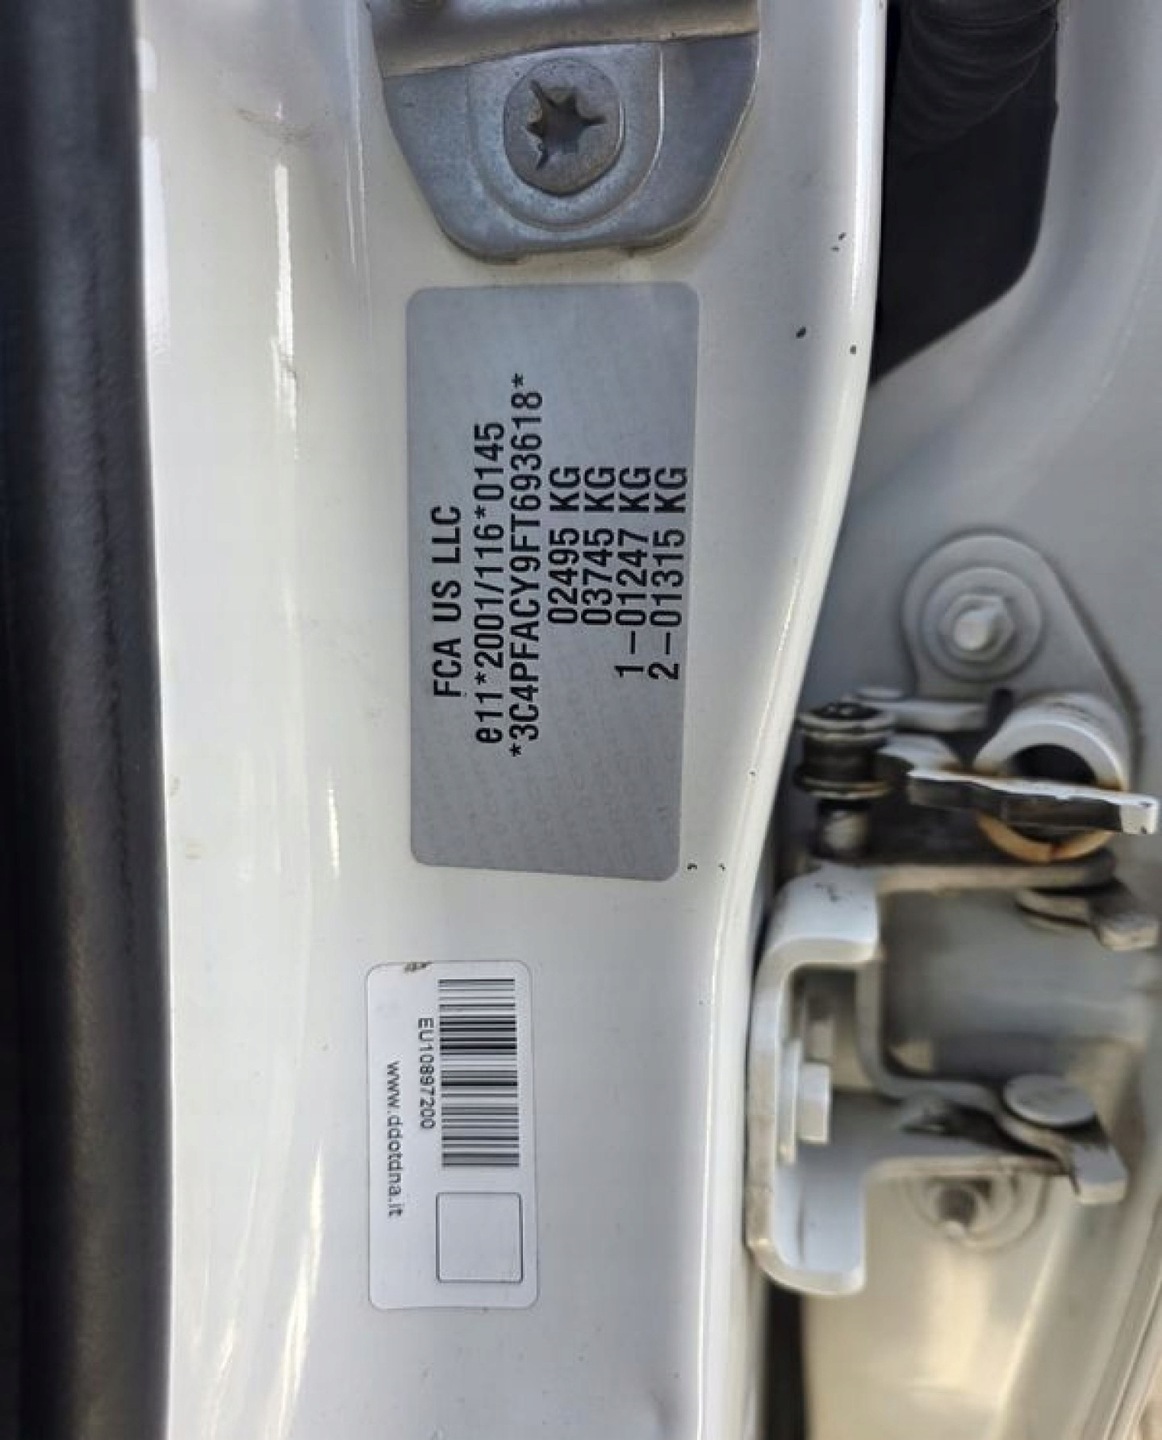 FCA US LLC
e11*2001/116*0145
*3C4PFACY9FT693618*
02495 KG
03745 KG
1-01247 KG
2-01315 KG
EU10897200
www.ddotdna.it